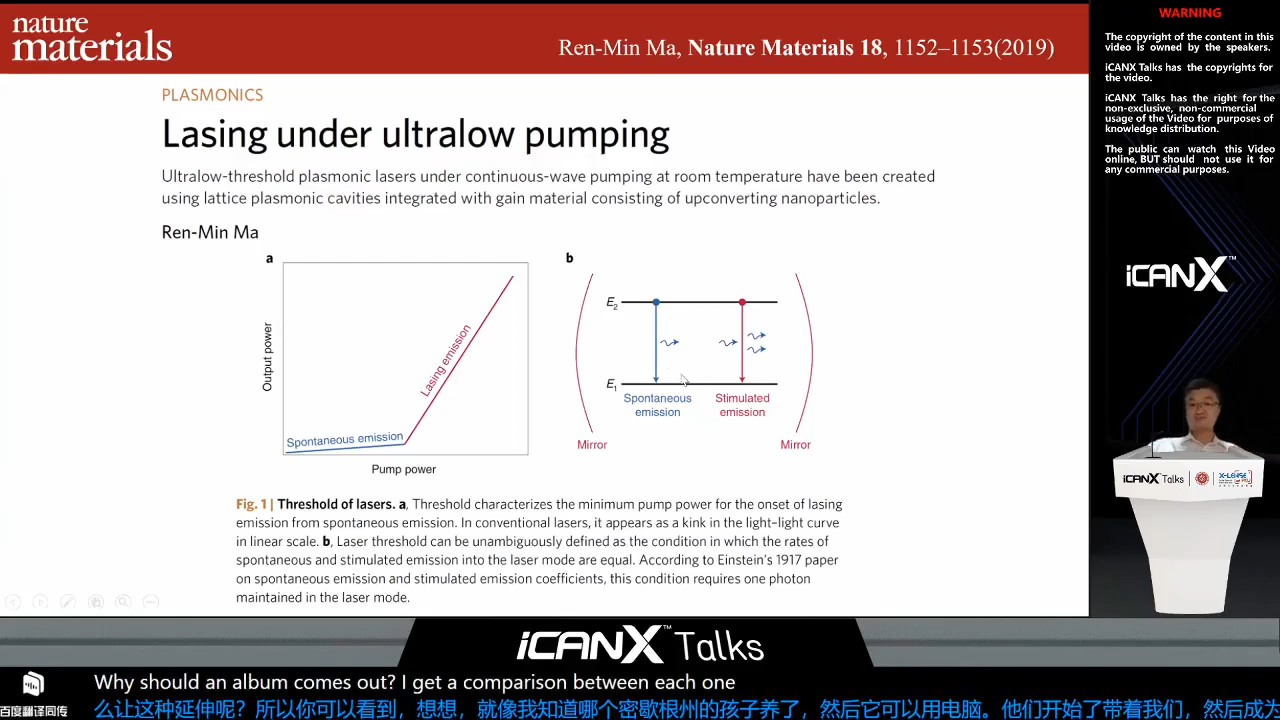 nature
materials
Ren-Min Ma, Nature Materials 18, 1152–1153(2019)
PLASMONICS
Lasing under ultralow pumping
Ultralow-threshold plasmonic lasers under continuous-wave pumping at room temperature have been created
using lattice plasmonic cavities integrated with gain material consisting of upconverting nanoparticles.
Ren-Min Ma
a
Output power
Spontaneous emission
Lasing emission
Pump power
b
E2
E1
Spontaneous
emission
Stimulated
emission
Mirror
Mirror
Fig. 1 | Threshold of lasers. a, Threshold characterizes the minimum pump power for the onset of lasing
emission from spontaneous emission. In conventional lasers, it appears as a kink in the light–light curve
in linear scale. b, Laser threshold can be unambiguously defined as the condition in which the rates of
spontaneous and stimulated emission into the laser mode are equal. According to Einstein's 1917 paper
on spontaneous emission and stimulated emission coefficients, this condition requires one photon
maintained in the laser mode.
WARNING
The copyright of the content in this
video is owned by the speakers.
iCANX Talks has the copyrights for
the video.
iCANX Talks has the right for the
non-exclusive, non-commercial
usage of the Video for purposes of
knowledge distribution.
The public can watch this Video
online, BUT should not use it for
any commercial purposes.
iCANX™
iCANX Talks
X-LENSE
iCANX™ Talks
百度翻译同传
Why should an album comes out? I get a comparison between each one
么让这种延伸呢？所以你可以看到，想想，就像我知道哪个密歇根州的孩子养了，然后它可以用电脑。他们开始了带着我们，然后成为